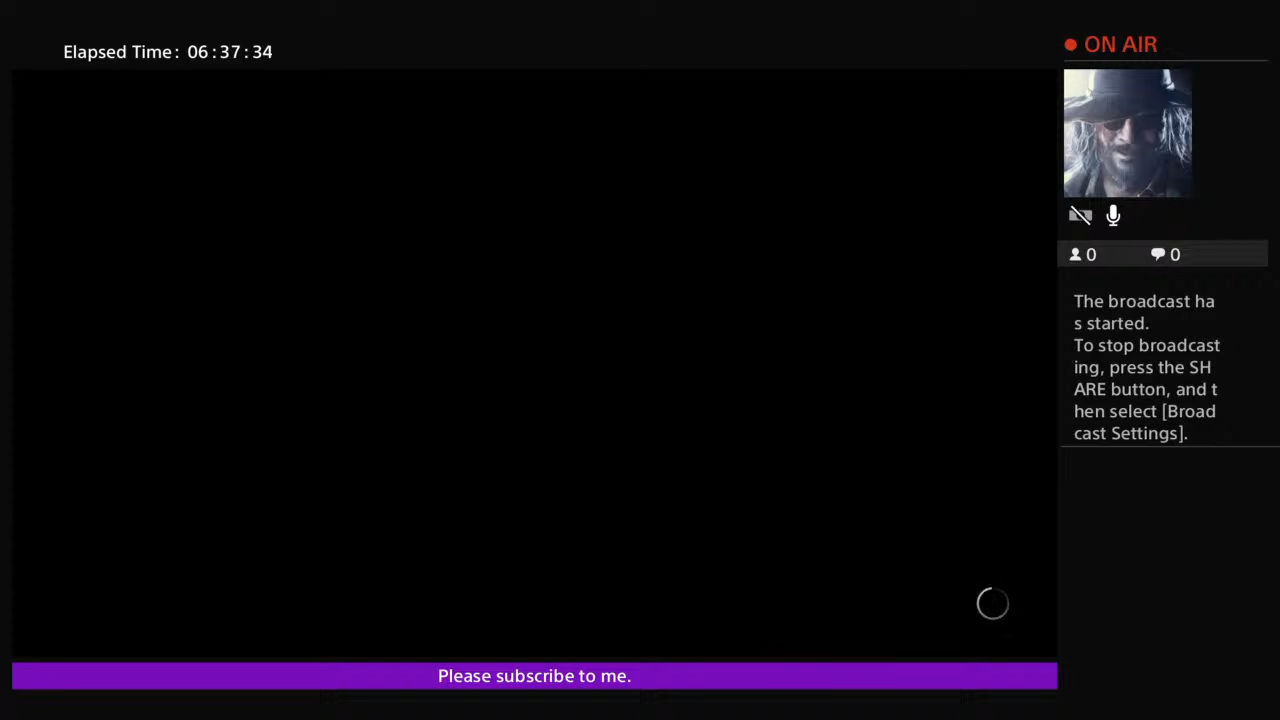 Elapsed Time: 06:37:34
ON AIR
0 0
The broadcast ha
s started.
To stop broadcast
ing, press the SH
ARE button, and t
hen select [Broad
cast Settings].
Please subscribe to me.